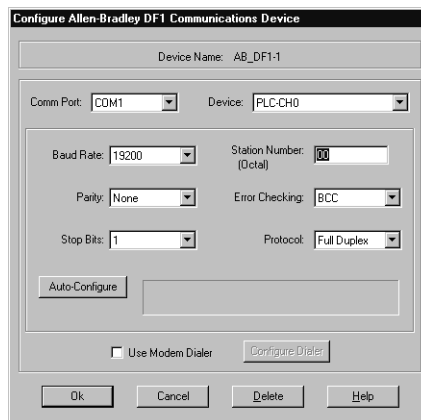 Configure Allen-Bradley DF1 Communications Device
Device Name: AB_DF1-1
Comm Port: COM1 Device: PLC-CH0
Baud Rate: 19200 Station Number: 00
(Octal)
Parity: None Error Checking: BCC
Stop Bits: 1 Protocol: Full Duplex
Auto-Configure
Use Modem Dialer Configure Dialer
Ok Cancel Delete Help